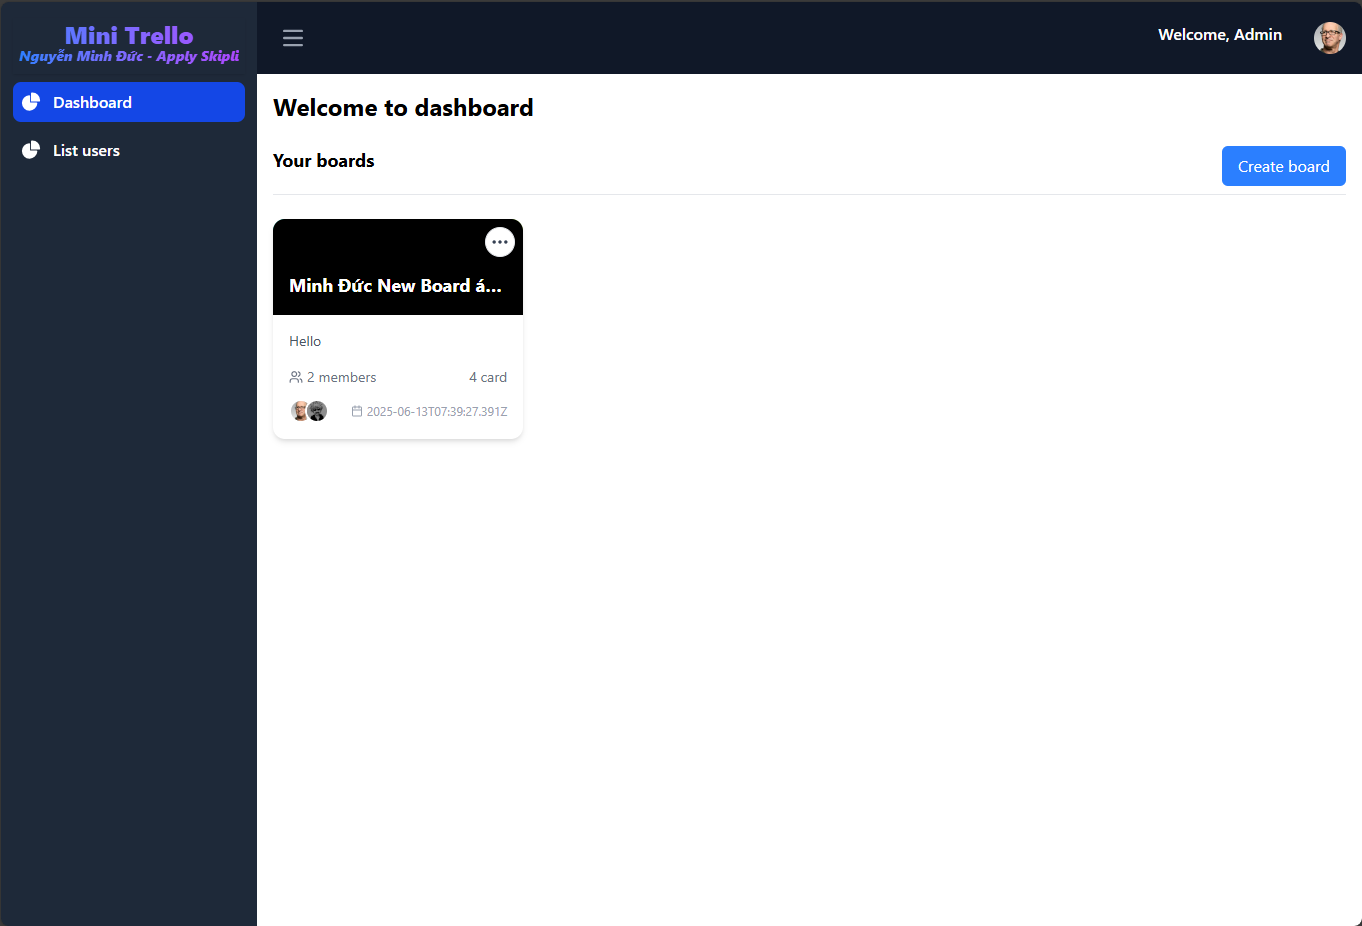 Mini Trello
Nguyễn Minh Đức - Apply Skipli
Dashboard
List users
Welcome, Admin
Welcome to dashboard
Your boards
Create board
Minh Đức New Board á...
Hello
2 members
4 card
2025-06-13T07:39:27.391Z